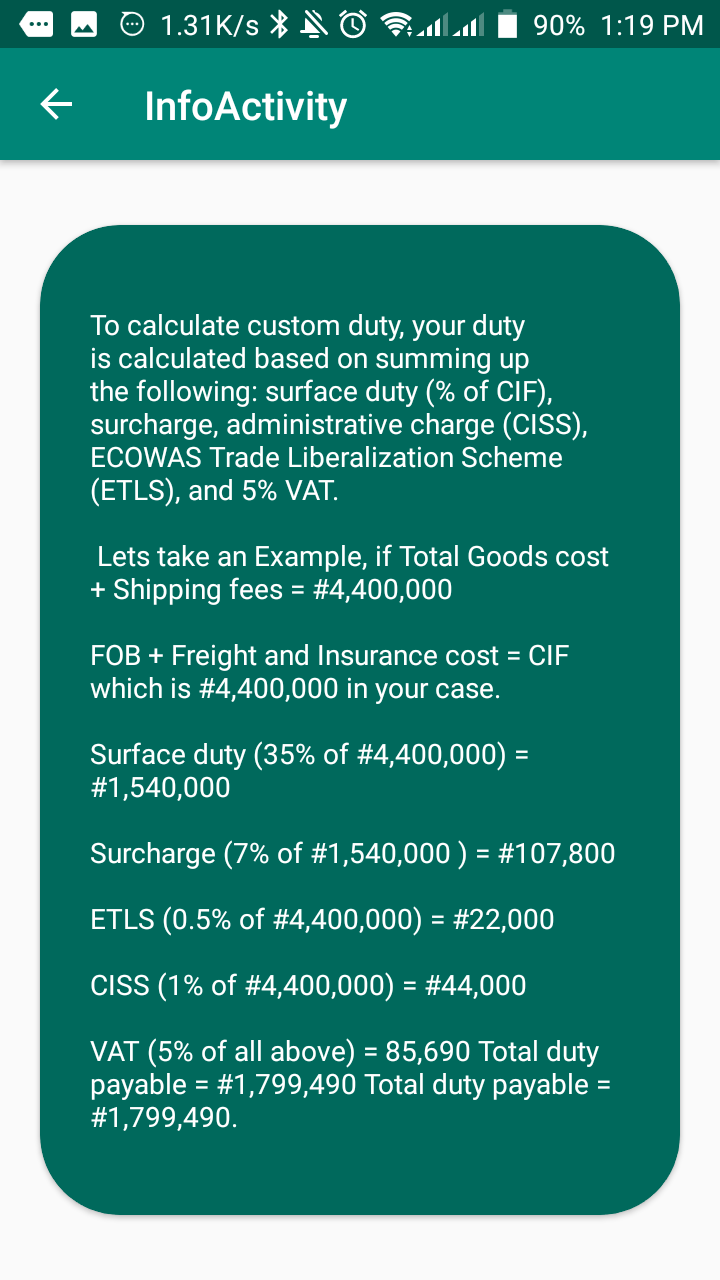 1.31K/s 90% 1:19 PM
InfoActivity
To calculate custom duty, your duty
is calculated based on summing up
the following: surface duty (% of CIF),
surcharge, administrative charge (CISS),
ECOWAS Trade Liberalization Scheme
(ETLS), and 5% VAT.
Lets take an Example, if Total Goods cost
+ Shipping fees = #4,400,000
FOB + Freight and Insurance cost = CIF
which is #4,400,000 in your case.
Surface duty (35% of #4,400,000) =
#1,540,000
Surcharge (7% of #1,540,000 ) = #107,800
ETLS (0.5% of #4,400,000) = #22,000
CISS (1% of #4,400,000) = #44,000
VAT (5% of all above) = 85,690 Total duty
payable = #1,799,490 Total duty payable =
#1,799,490.